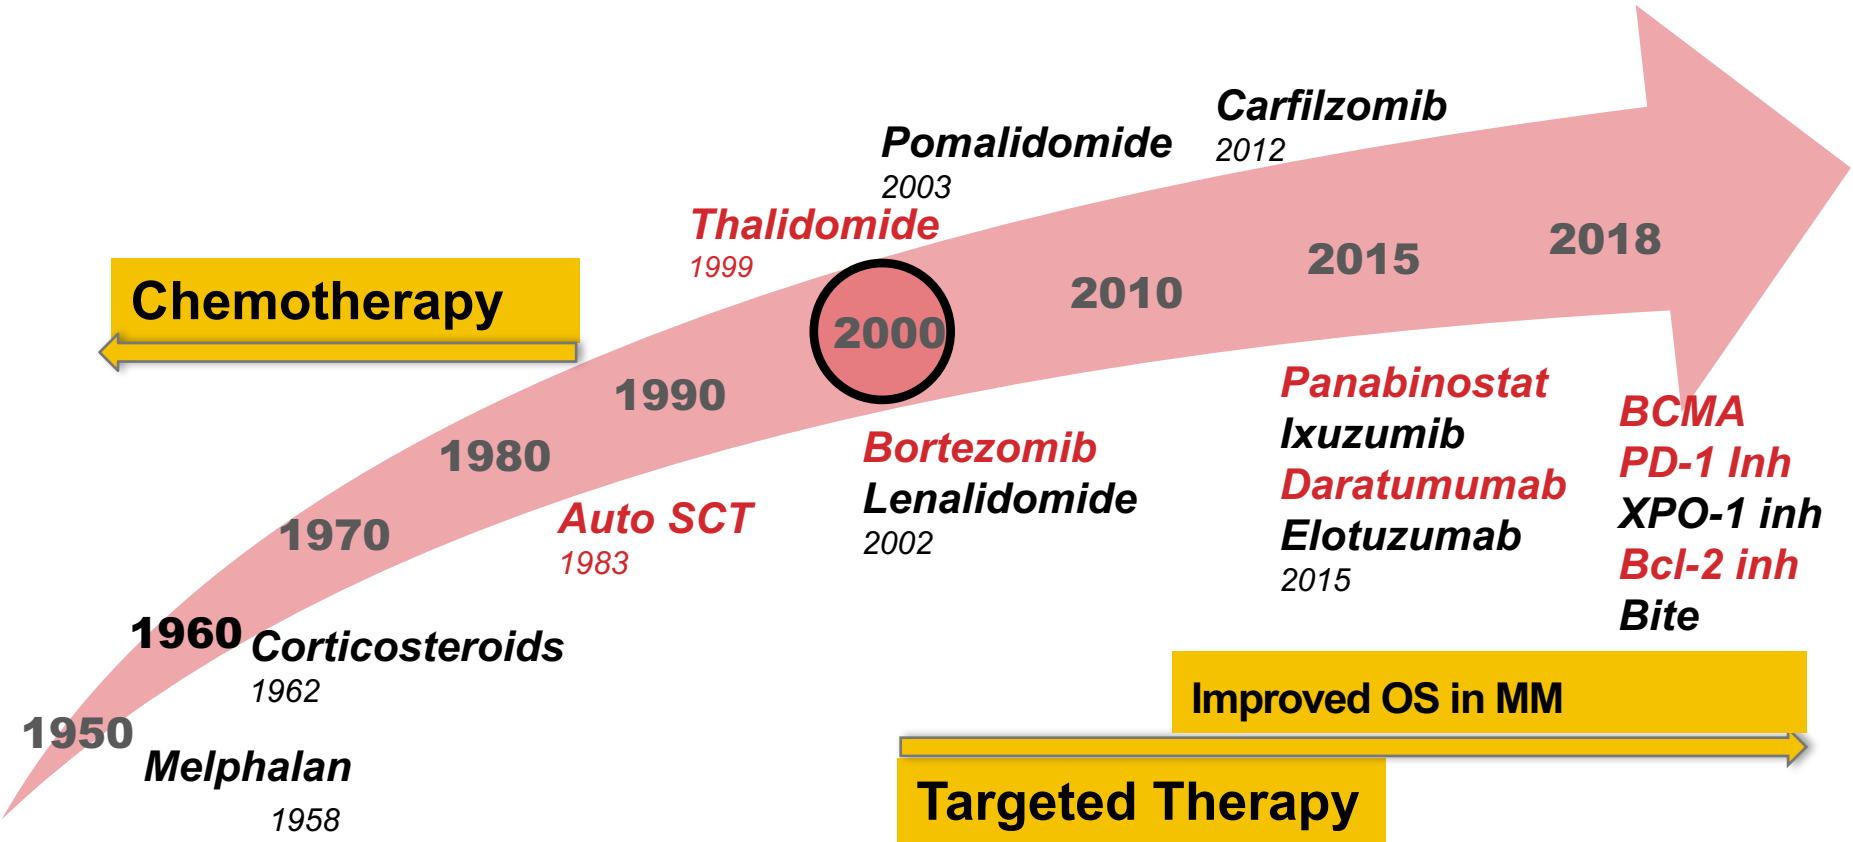 Carfilzomib
2012
Pomalidomide
2003
Thalidomide
1999
Chemotherapy
1950
1960
1970
1980
1990
2000
2010
2015
2018
Melphalan
1958
Corticosteroids
1962
Auto SCT
1983
Bortezomib
Lenalidomide
2002
Panabinostat
Ixuzumib
Daratumumab
Elotuzumab
2015
BCMA
PD-1 Inh
XPO-1 inh
Bcl-2 inh
Bite
Improved OS in MM
Targeted Therapy